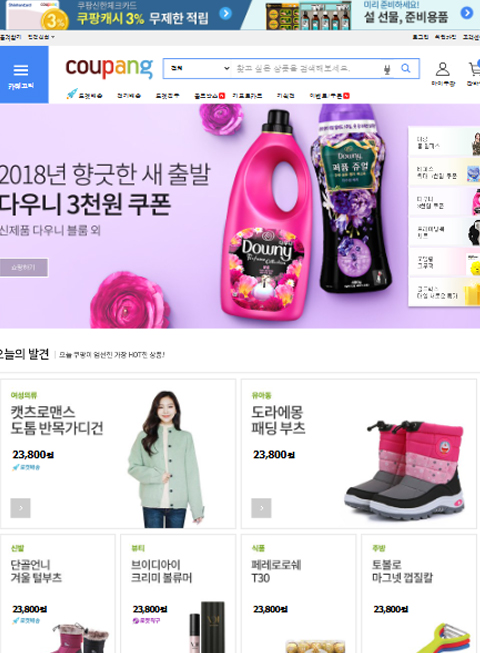 쿠팡신한체크카드
쿠팡캐시 3% 무제한 적립
3%
미리 준비하세요!
설 선물, 준비용품
즐겨찾기
로그인 회원가입
카테고리
coupang
전체
찾고 싶은 상품을 검색해보세요.
마이쿠팡
로켓배송 정기배송 로켓직구 골드박스 기프트카드 기획전 이벤트/쿠폰
2018년 향긋한 새 출발
다우니 3천원 쿠폰
신제품 다우니 블룸 외
쇼핑하기
Downy
Downy
퍼퓸 쥬얼
오늘의 발견
오늘 쿠팡이 엄선한 가장 HOT한 상품!
여성의류
캣츠로맨스
도톰 반목가디건
23,800원
로켓배송
유아동
도라에몽
패딩 부츠
23,800원
신발
단골언니
겨울 털부츠
23,800원
로켓배송
뷰티
브이디아이
크리미 볼류머
23,800원
로켓직구
식품
페레로로쉐
T30
23,800원
주방
토볼로
마그넷 껍질칼
23,800원